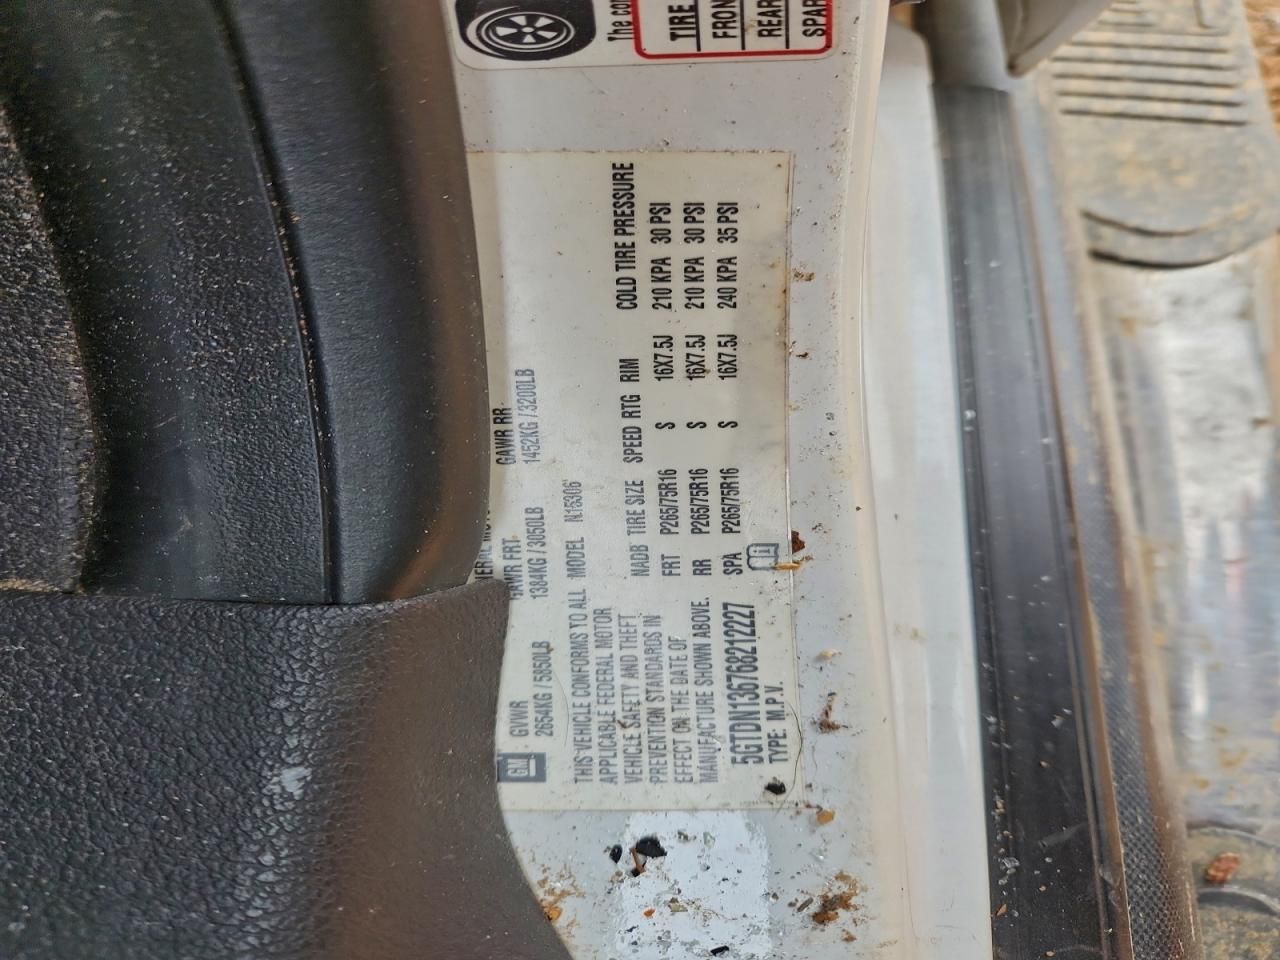 The con
TIRE
FRON
REAR
SPAR
GM
GVWR
2654KG / 5850LB
GAWR FRT
1384KG / 3050LB
GAWR RR
1452KG / 3200LB
THIS VEHICLE CONFORMS TO ALL
APPLICABLE FEDERAL MOTOR
VEHICLE SAFETY AND THEFT
PREVENTION STANDARDS IN
EFFECT ON THE DATE OF
MANUFACTURE SHOWN ABOVE.
5GTDN136768212227
TYPE: M.P.V.
MODEL N15306
NADB TIRE SIZE SPEED RTG RIM COLD TIRE PRESSURE
FRT P265/75R16 S 16X7.5J 210 KPA 30 PSI
RR P265/75R16 S 16X7.5J 210 KPA 30 PSI
SPA P265/75R16 S 16X7.5J 240 KPA 35 PSI